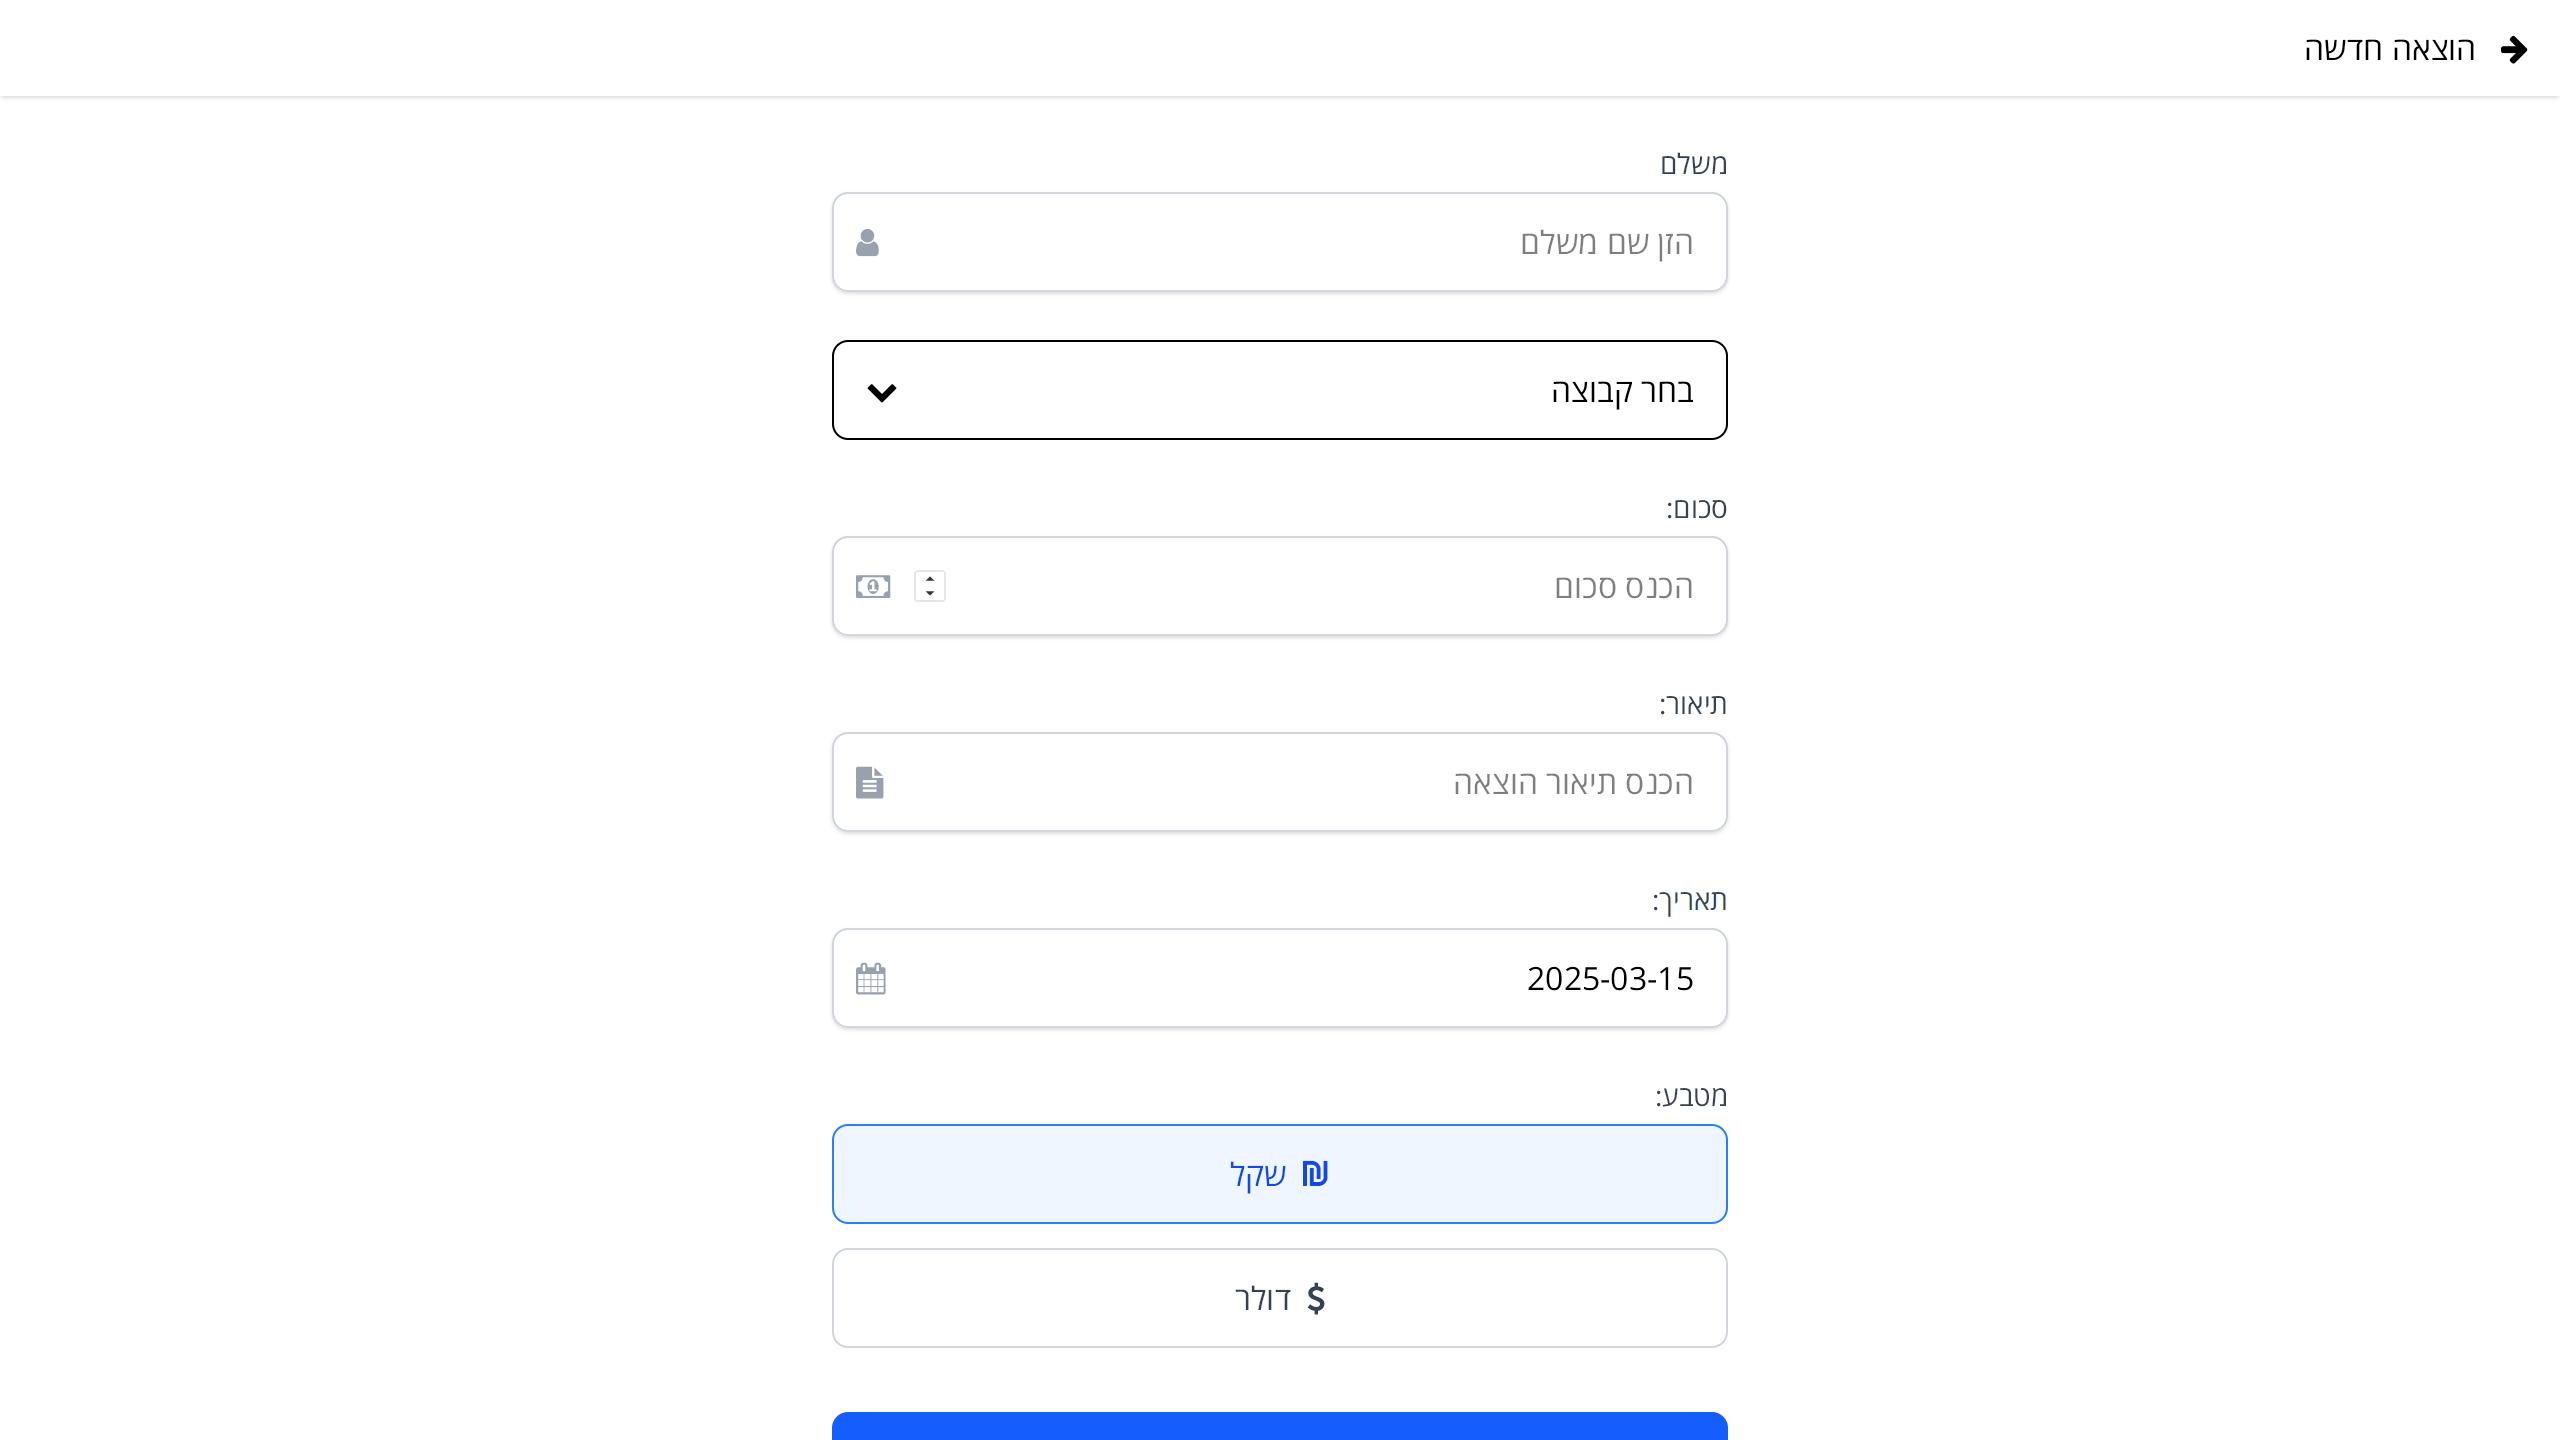 הוצאה חדשה
משלם
הזן שם משלם
בחר קבוצה
סכום:
הכנס סכום
תיאור:
הכנס תיאור הוצאה
תאריך:
2025-03-15
מטבע:
₪ שקל
$ דולר